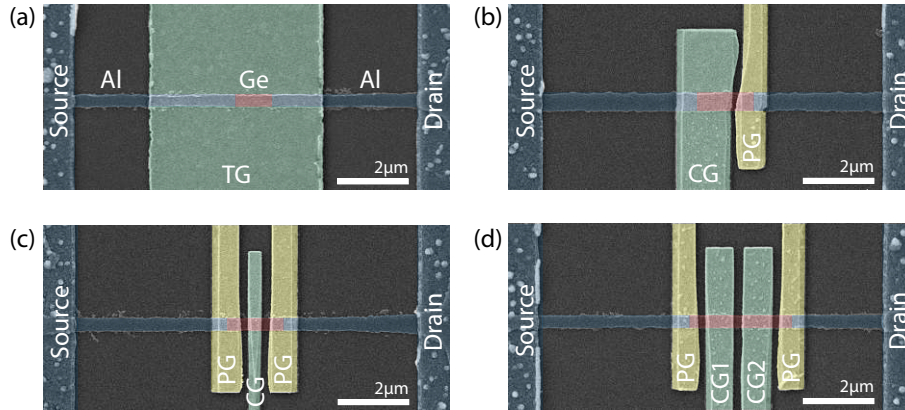 (a)
Source
Al
Ge
Al
Drain
TG
2μm
(b)
Source
CG
PG
Drain
2μm
(c)
Source
PG
CG
PG
Drain
2μm
(d)
Source
PG
CG1
CG2
PG
Drain
2μm